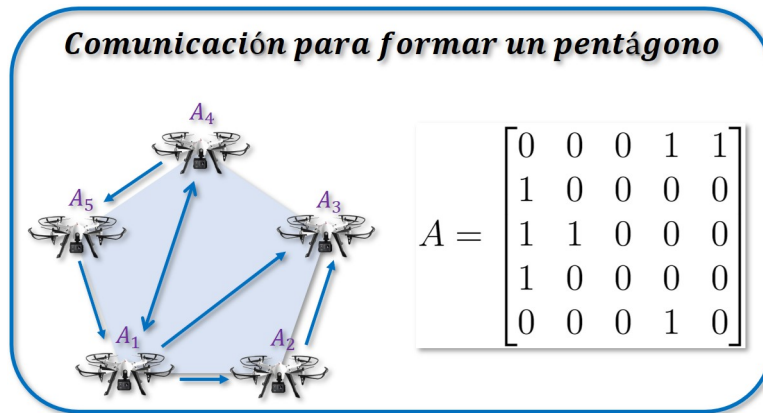 Comunicación para formar un pentágono
A₄
A₅
A₃
A₁
A₂
A =
0 0 0 1 1
1 0 0 0 0
1 1 0 0 0
1 0 0 0 0
0 0 0 1 0